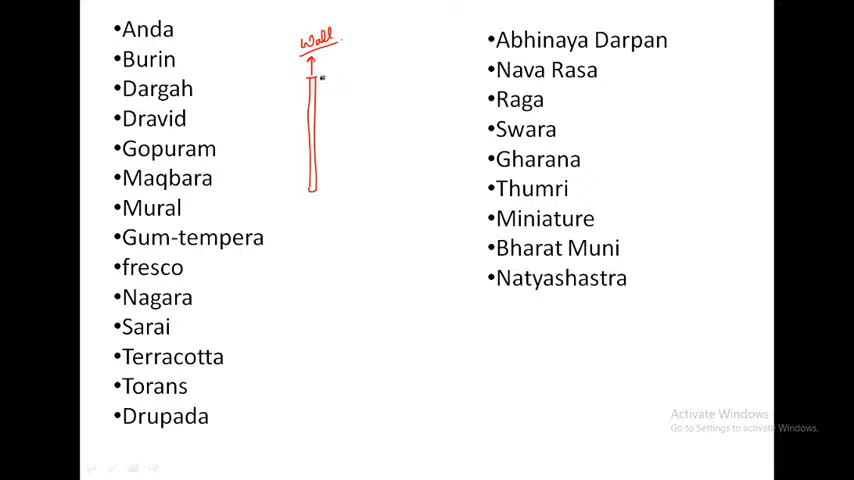 •Anda
•Burin
•Dargah
•Dravid
•Gopuram
•Maqbara
•Mural
•Gum-tempera
•fresco
•Nagara
•Sarai
•Terracotta
•Torans
•Drupada
Wall
•Abhinaya Darpan
•Nava Rasa
•Raga
•Swara
•Gharana
•Thumri
•Miniature
•Bharat Muni
•Natyashastra
Activate Windows
Go to Settings to activate Windows.